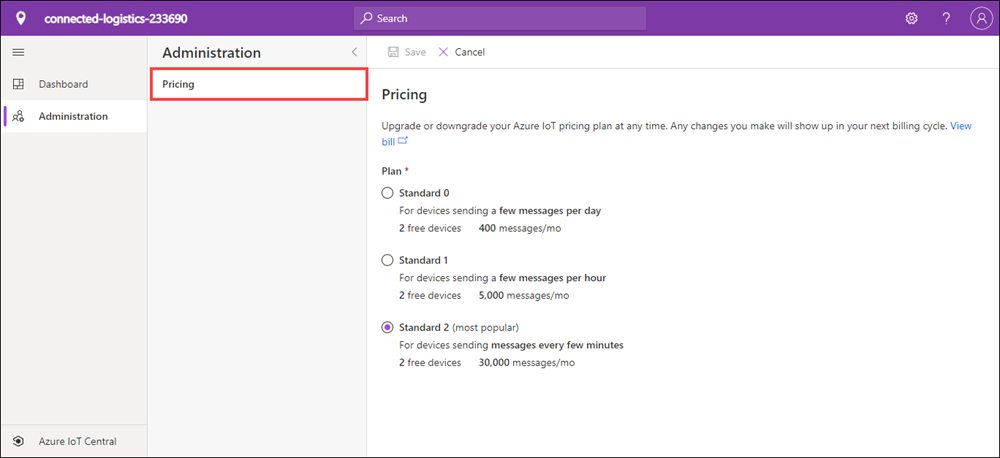 connected-logistics-233690
Search
Dashboard
Administration
Azure IoT Central
Administration
Pricing
Save
Cancel
Pricing
Upgrade or downgrade your Azure IoT pricing plan at any time. Any changes you make will show up in your next billing cycle. View
bill
Plan *
Standard 0
For devices sending a few messages per day
2 free devices 400 messages/mo
Standard 1
For devices sending a few messages per hour
2 free devices 5,000 messages/mo
Standard 2 (most popular)
For devices sending messages every few minutes
2 free devices 30,000 messages/mo